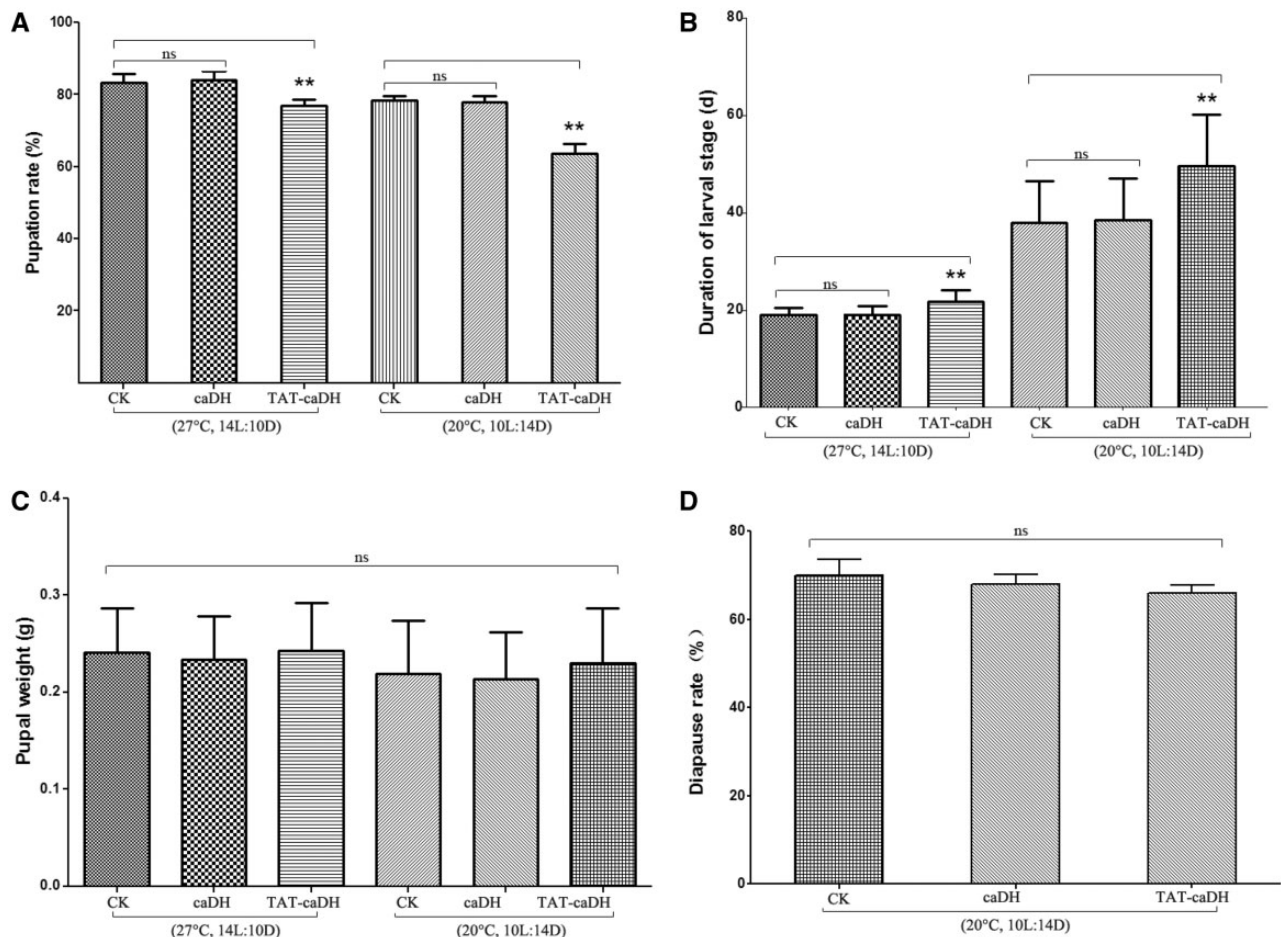 A
Pupation rate (%)
100
80
60
40
20
ns
**
ns
**
CK caDH TAT-caDH CK caDH TAT-caDH
(27°C, 14L:10D) (20°C, 10L:14D)
B
Duration of larval stage (d)
80
60
40
20
0
ns
**
ns
**
CK caDH TAT-caDH CK caDH TAT-caDH
(27°C, 14L:10D) (20°C, 10L:14D)
C
Pupal weight (g)
0.4
0.3
0.2
0.1
0.0
ns
CK caDH TAT-caDH CK caDH TAT-caDH
(27°C, 14L:10D) (20°C, 10L:14D)
D
Diapause rate (%)
80
60
40
20
0
ns
CK caDH TAT-caDH
(20°C, 10L:14D)